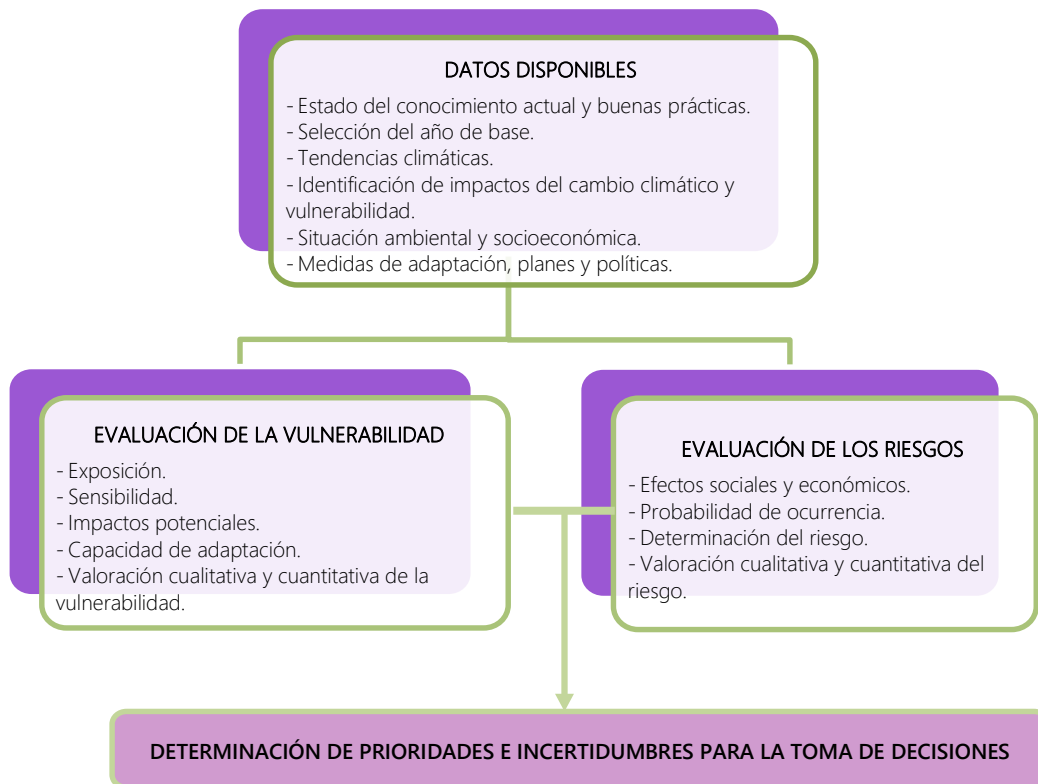 DATOS DISPONIBLES
- Estado del conocimiento actual y buenas prácticas.
- Selección del año de base.
- Tendencias climáticas.
- Identificación de impactos del cambio climático y
vulnerabilidad.
- Situación ambiental y socioeconómica.
- Medidas de adaptación, planes y políticas.
EVALUACIÓN DE LA VULNERABILIDAD
- Exposición.
- Sensibilidad.
- Impactos potenciales.
- Capacidad de adaptación.
- Valoración cualitativa y cuantitativa de la
vulnerabilidad.
EVALUACIÓN DE LOS RIESGOS
- Efectos sociales y económicos.
- Probabilidad de ocurrencia.
- Determinación del riesgo.
- Valoración cualitativa y cuantitativa del
riesgo.
DETERMINACIÓN DE PRIORIDADES E INCERTIDUMBRES PARA LA TOMA DE DECISIONES